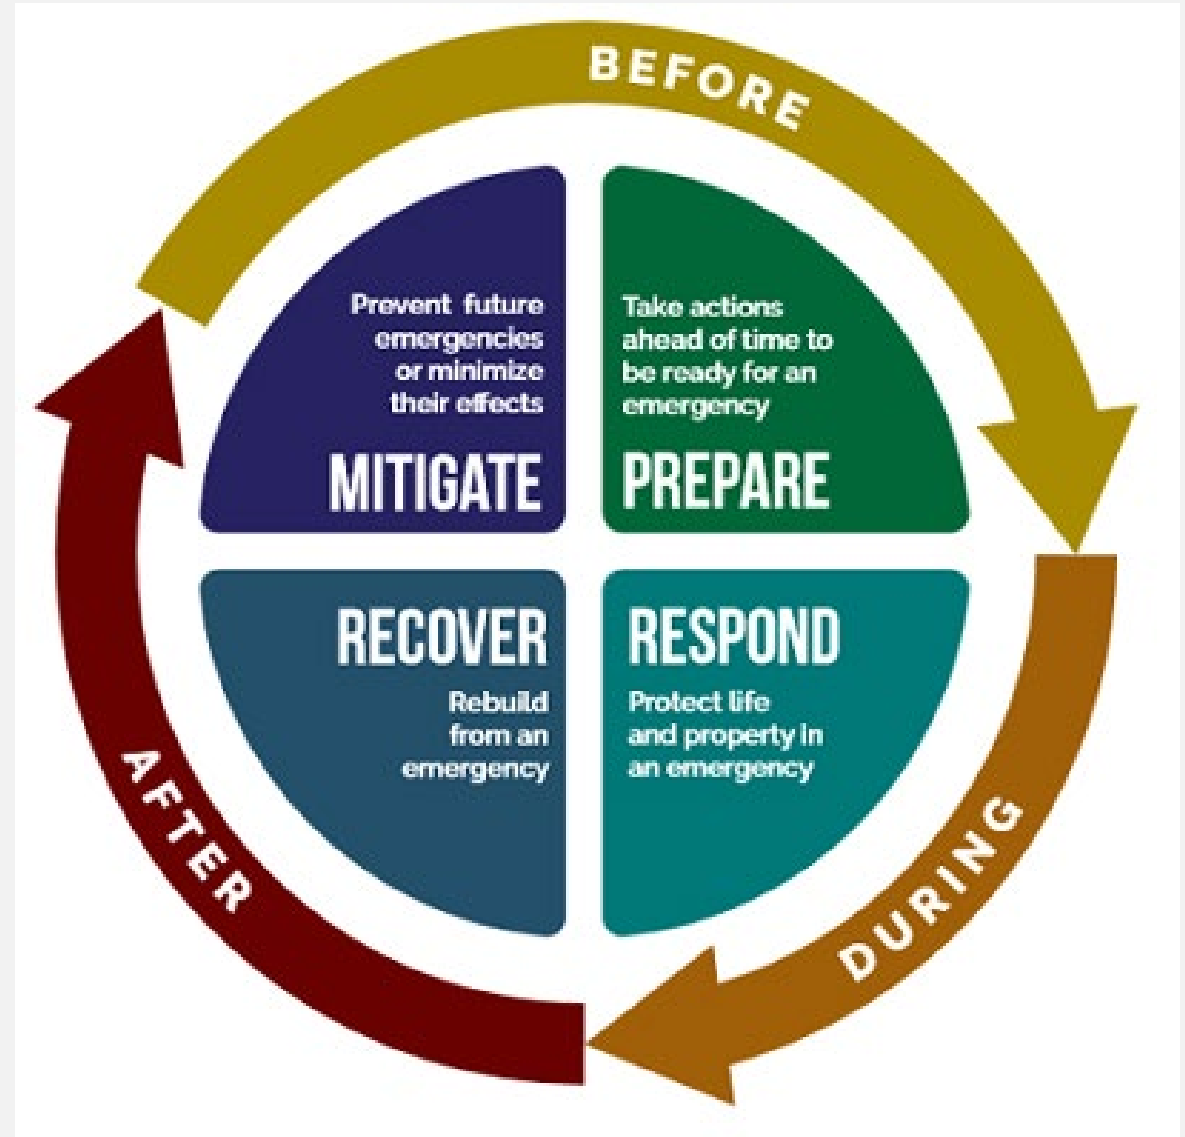 BEFORE
Prevent future
emergencies
or minimize
their effects
MITIGATE
Take actions
ahead of time to
be ready for an
emergency
PREPARE
RECOVER
Rebuild
from an
emergency
RESPOND
Protect life
and property in
an emergency
AFTER
DURING